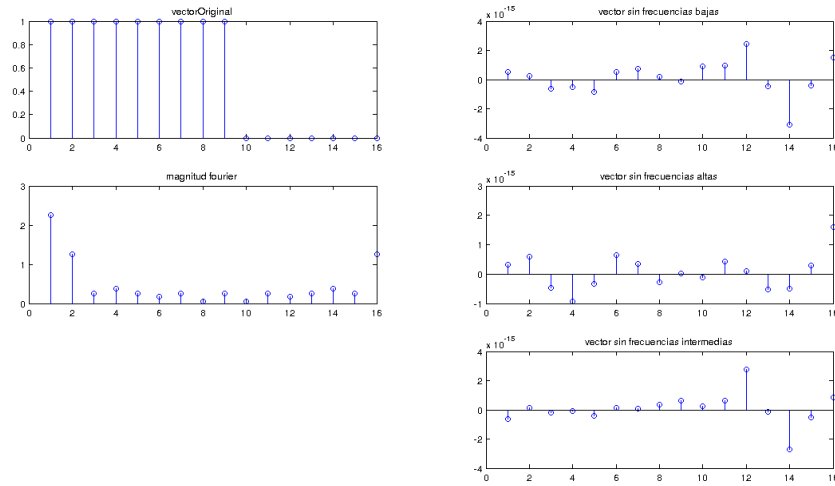 vectorOriginal
1
0.8
0.6
0.4
0.2
0
0 2 4 6 8 10 12 14 16
magnitud fourier
3
2
1
0
0 2 4 6 8 10 12 14 16
vector sin frecuencias bajas
x 10^-15
4
2
0
-2
-4
0 2 4 6 8 10 12 14 16
vector sin frecuencias altas
x 10^-15
3
2
1
0
-1
0 2 4 6 8 10 12 14 16
vector sin frecuencias intermedias
x 10^-15
4
2
0
-2
-4
0 2 4 6 8 10 12 14 16